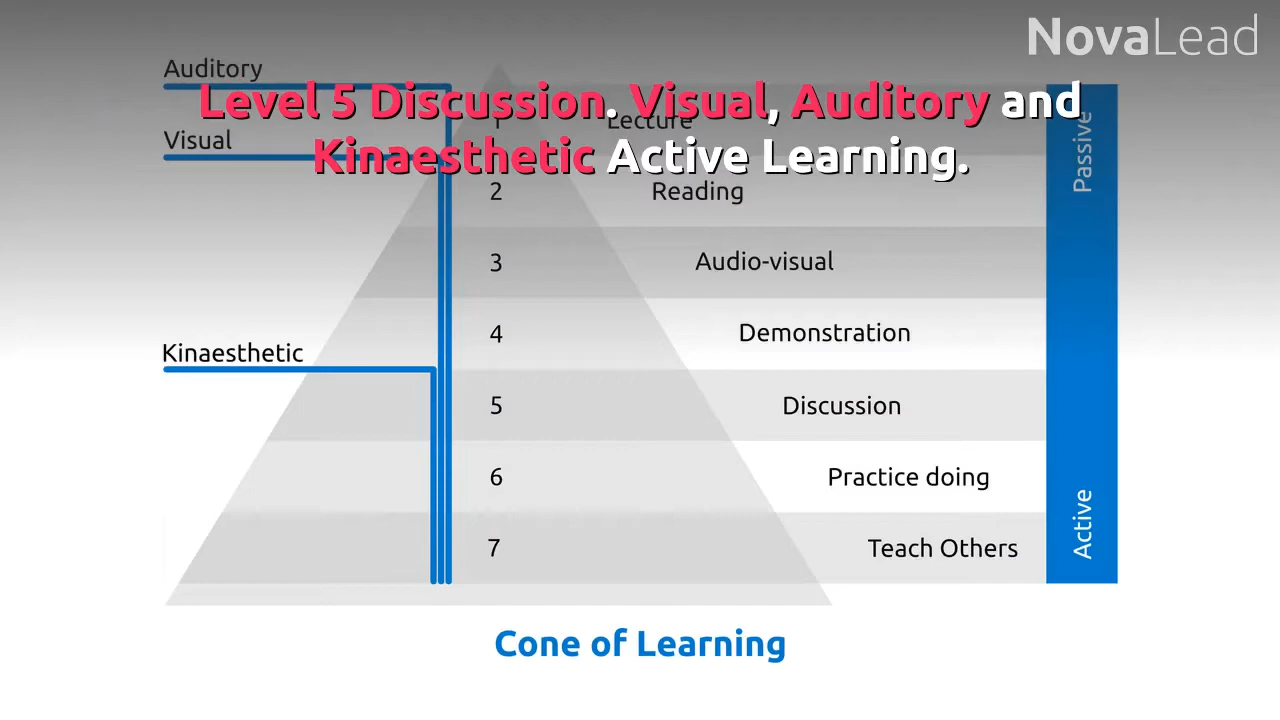 NovaLead
Auditory
Level 5 Discussion. Visual, Auditory and
Kinaesthetic Active Learning.
1 Lecture
Passive
Visual
2 Reading
3 Audio-visual
4 Demonstration
Kinaesthetic
5 Discussion
6 Practice doing
Active
7 Teach Others
Cone of Learning